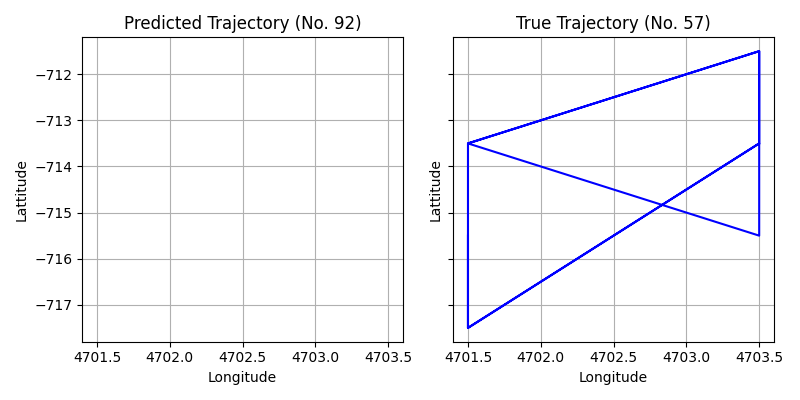 Predicted Trajectory (No. 92)
True Trajectory (No. 57)
Lattitude
−712
−713
−714
−715
−716
−717
4701.5 4702.0 4702.5 4703.0 4703.5
Longitude
Lattitude
4701.5 4702.0 4702.5 4703.0 4703.5
Longitude